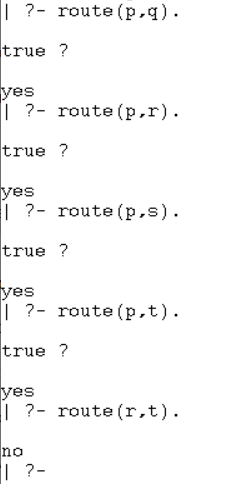 | ?- route(p,q).
true ?
yes
| ?- route(p,r).
true ?
yes
| ?- route(p,s).
true ?
yes
| ?- route(p,t).
true ?
yes
| ?- route(r,t).
no
| ?-